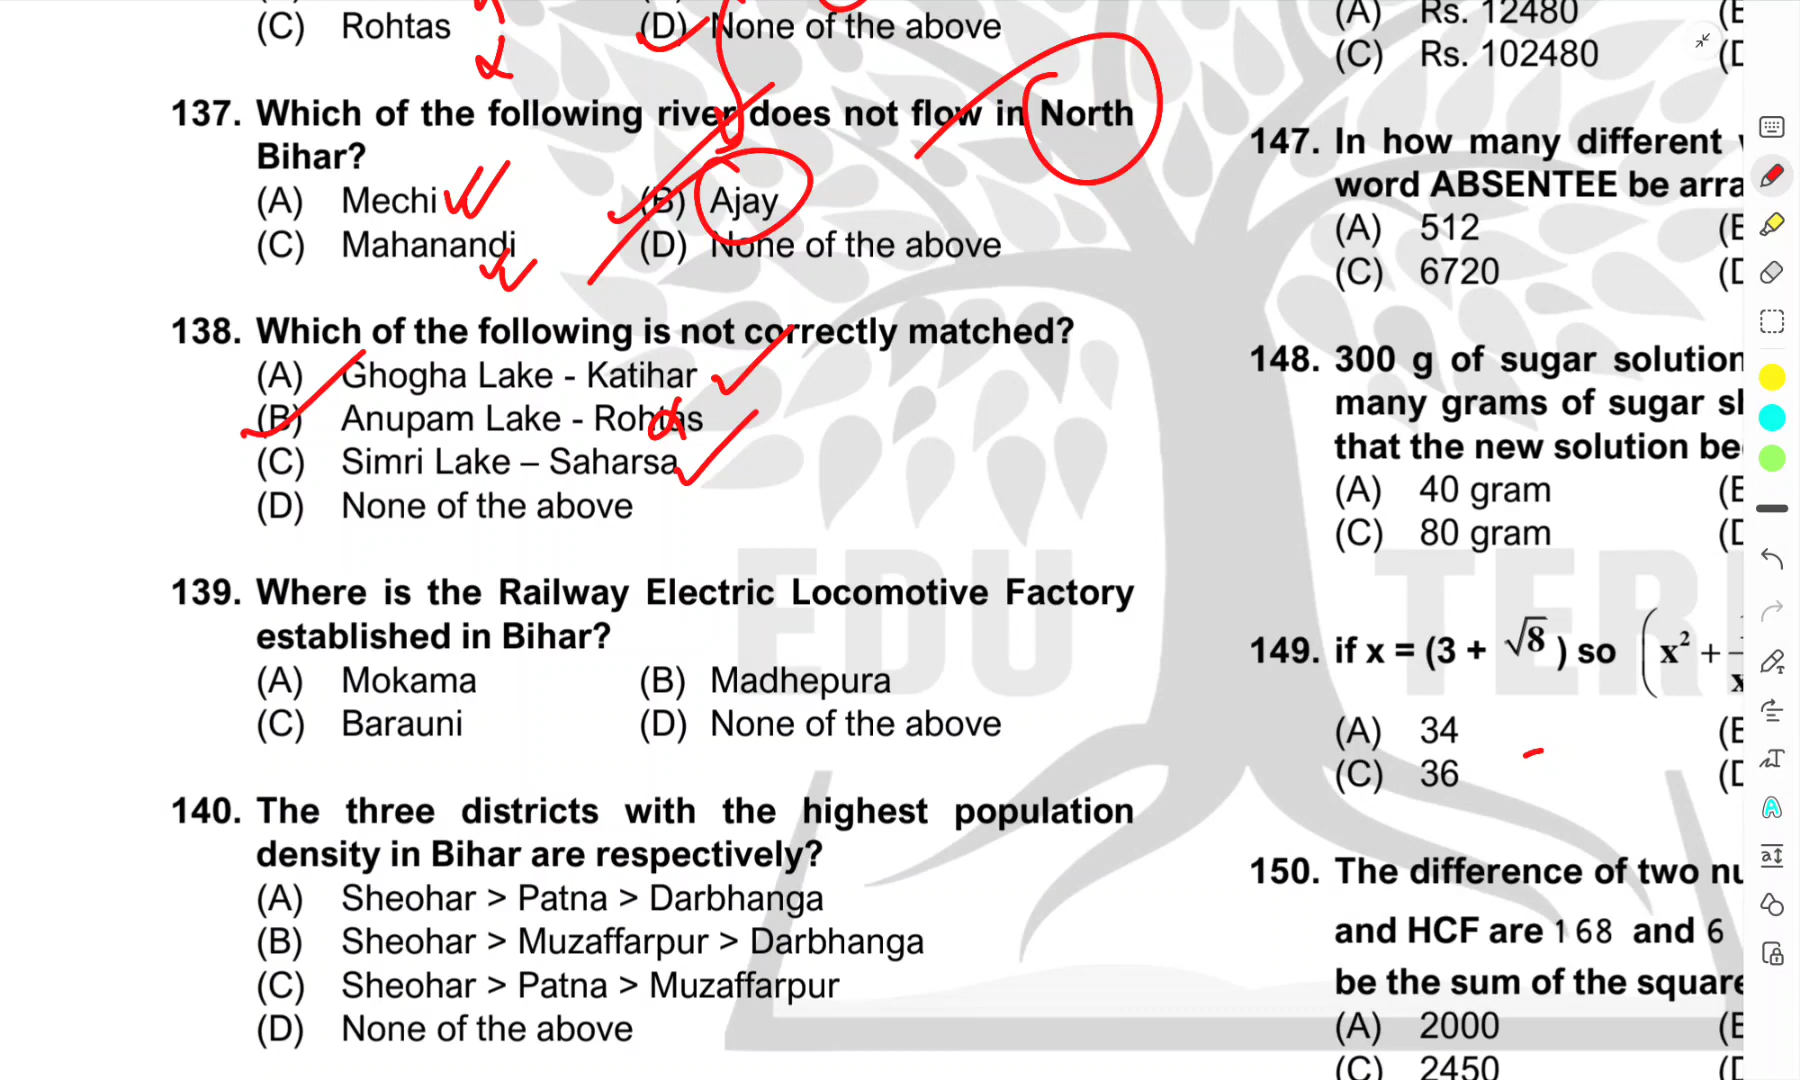 (C) Rohtas (D) None of the above
137. Which of the following river does not flow in North
Bihar?
(A) Mechi (B) Ajay
(C) Mahanandi (D) None of the above
138. Which of the following is not correctly matched?
(A) Ghogha Lake - Katihar
(B) Anupam Lake - Rohtas
(C) Simri Lake – Saharsa
(D) None of the above
139. Where is the Railway Electric Locomotive Factory
established in Bihar?
(A) Mokama (B) Madhepura
(C) Barauni (D) None of the above
140. The three districts with the highest population
density in Bihar are respectively?
(A) Sheohar > Patna > Darbhanga
(B) Sheohar > Muzaffarpur > Darbhanga
(C) Sheohar > Patna > Muzaffarpur
(D) None of the above
(A) Rs. 12480
(C) Rs. 102480
147. In how many different
word ABSENTEE be arra
(A) 512
(C) 6720
148. 300 g of sugar solution
many grams of sugar
that the new solution be
(A) 40 gram
(C) 80 gram
149. if x = (3 + √8 ) so (x² +
x
(A) 34
(C) 36
150. The difference of two nu
and HCF are 168 and 6
be the sum of the square
(A) 2000
(C) 2450
EDU TER